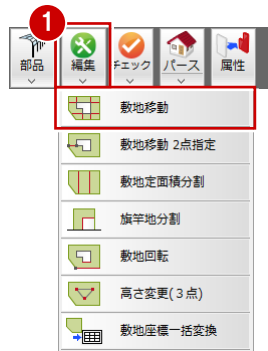 1
部品 編集 チェック パース 属性
敷地移動
敷地移動 2点指定
敷地定面積分割
旗竿地分割
敷地回転
高さ変更(3点)
敷地座標一括変換